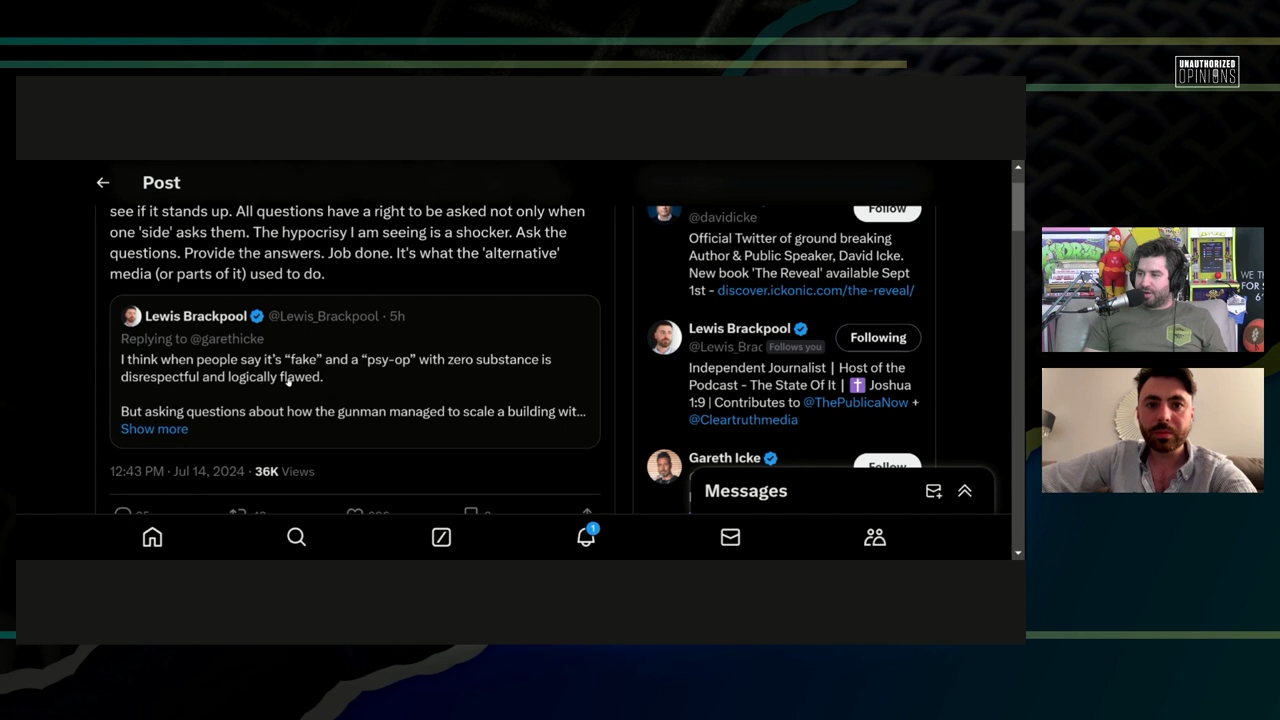 UNAUTHORIZED
OPINIONS
Post
see if it stands up. All questions have a right to be asked not only when
one 'side' asks them. The hypocrisy I am seeing is a shocker. Ask the
questions. Provide the answers. Job done. It's what the 'alternative'
media (or parts of it) used to do.
Lewis Brackpool @Lewis_Brackpool · 5h
Replying to @garethicke
I think when people say it's “fake” and a “psy-op” with zero substance is
disrespectful and logically flawed.
But asking questions about how the gunman managed to scale a building wit...
Show more
12:43 PM · Jul 14, 2024 · 36K Views
@davidicke
Follow
Official Twitter of ground breaking
Author & Public Speaker, David Icke.
New book 'The Reveal' available Sept
1st - discover.ickonic.com/the-reveal/
Lewis Brackpool
@Lewis_Brac Follows you
Following
Independent Journalist | Host of the
Podcast - The State Of It | ✝ Joshua
1:9 | Contributes to @ThePublicaNow +
@Cleartruthmedia
Gareth Icke
Follow
Messages
1
WE T
FOR
6'